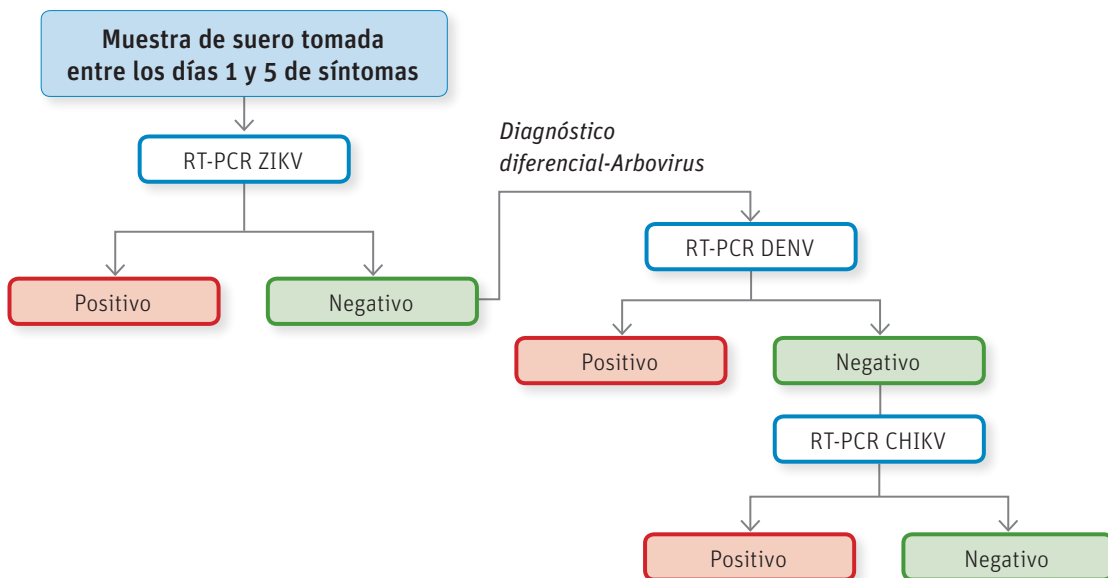 Muestra de suero tomada
entre los días 1 y 5 de síntomas
RT-PCR ZIKV
Positivo
Negativo
Diagnóstico
diferencial-Arbovirus
RT-PCR DENV
Positivo
Negativo
RT-PCR CHIKV
Positivo
Negativo